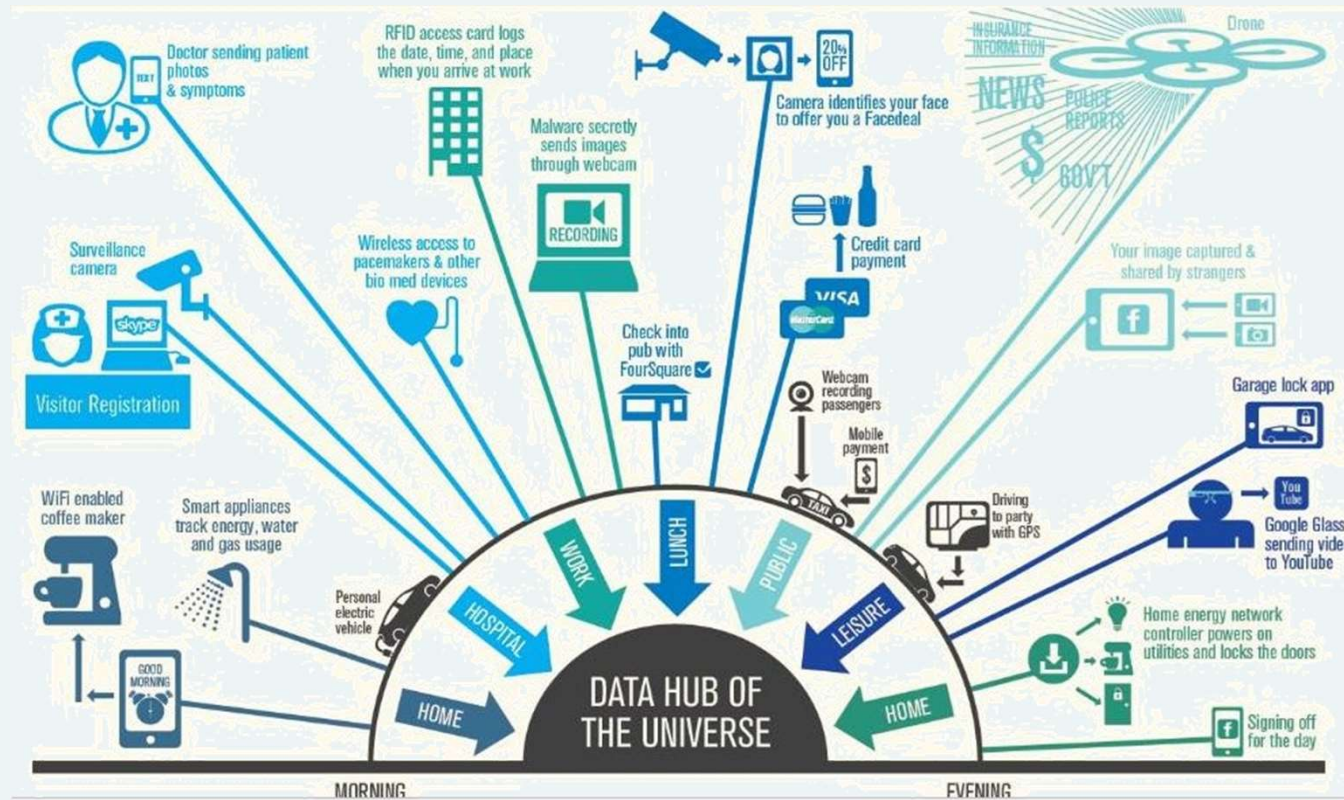 Doctor sending patient
photos
& symptoms
TEXT
RFID access card logs
the date, time, and place
when you arrive at work
Malware secretly
sends images
through webcam
RECORDING
20%
OFF
Camera identifies your face
to offer you a Facedeal
INSURANCE
INFORMATION
NEWS
POLICE
REPORTS
$
GOV'T
Drone
Surveillance
camera
skype
Visitor Registration
Wireless access to
pacemakers & other
bio med devices
Check into
pub with
FourSquare
Credit card
payment
VISA
MasterCard
Your image captured &
shared by strangers
f
Webcam
recording
passengers
Mobile
payment
$
TAXI
Driving
to party
with GPS
Garage lock app
You
Tube
Google Glass
sending vide
to YouTube
WiFi enabled
coffee maker
Smart appliances
track energy, water
and gas usage
Personal
electric
vehicle
GOOD
MORNING
HOME
HOSPITAL
WORK
LUNCH
PUBLIC
LEISURE
HOME
DATA HUB OF
THE UNIVERSE
Home energy network
controller powers on
utilities and locks the doors
f
Signing off
for the day
MORNING
EVENING